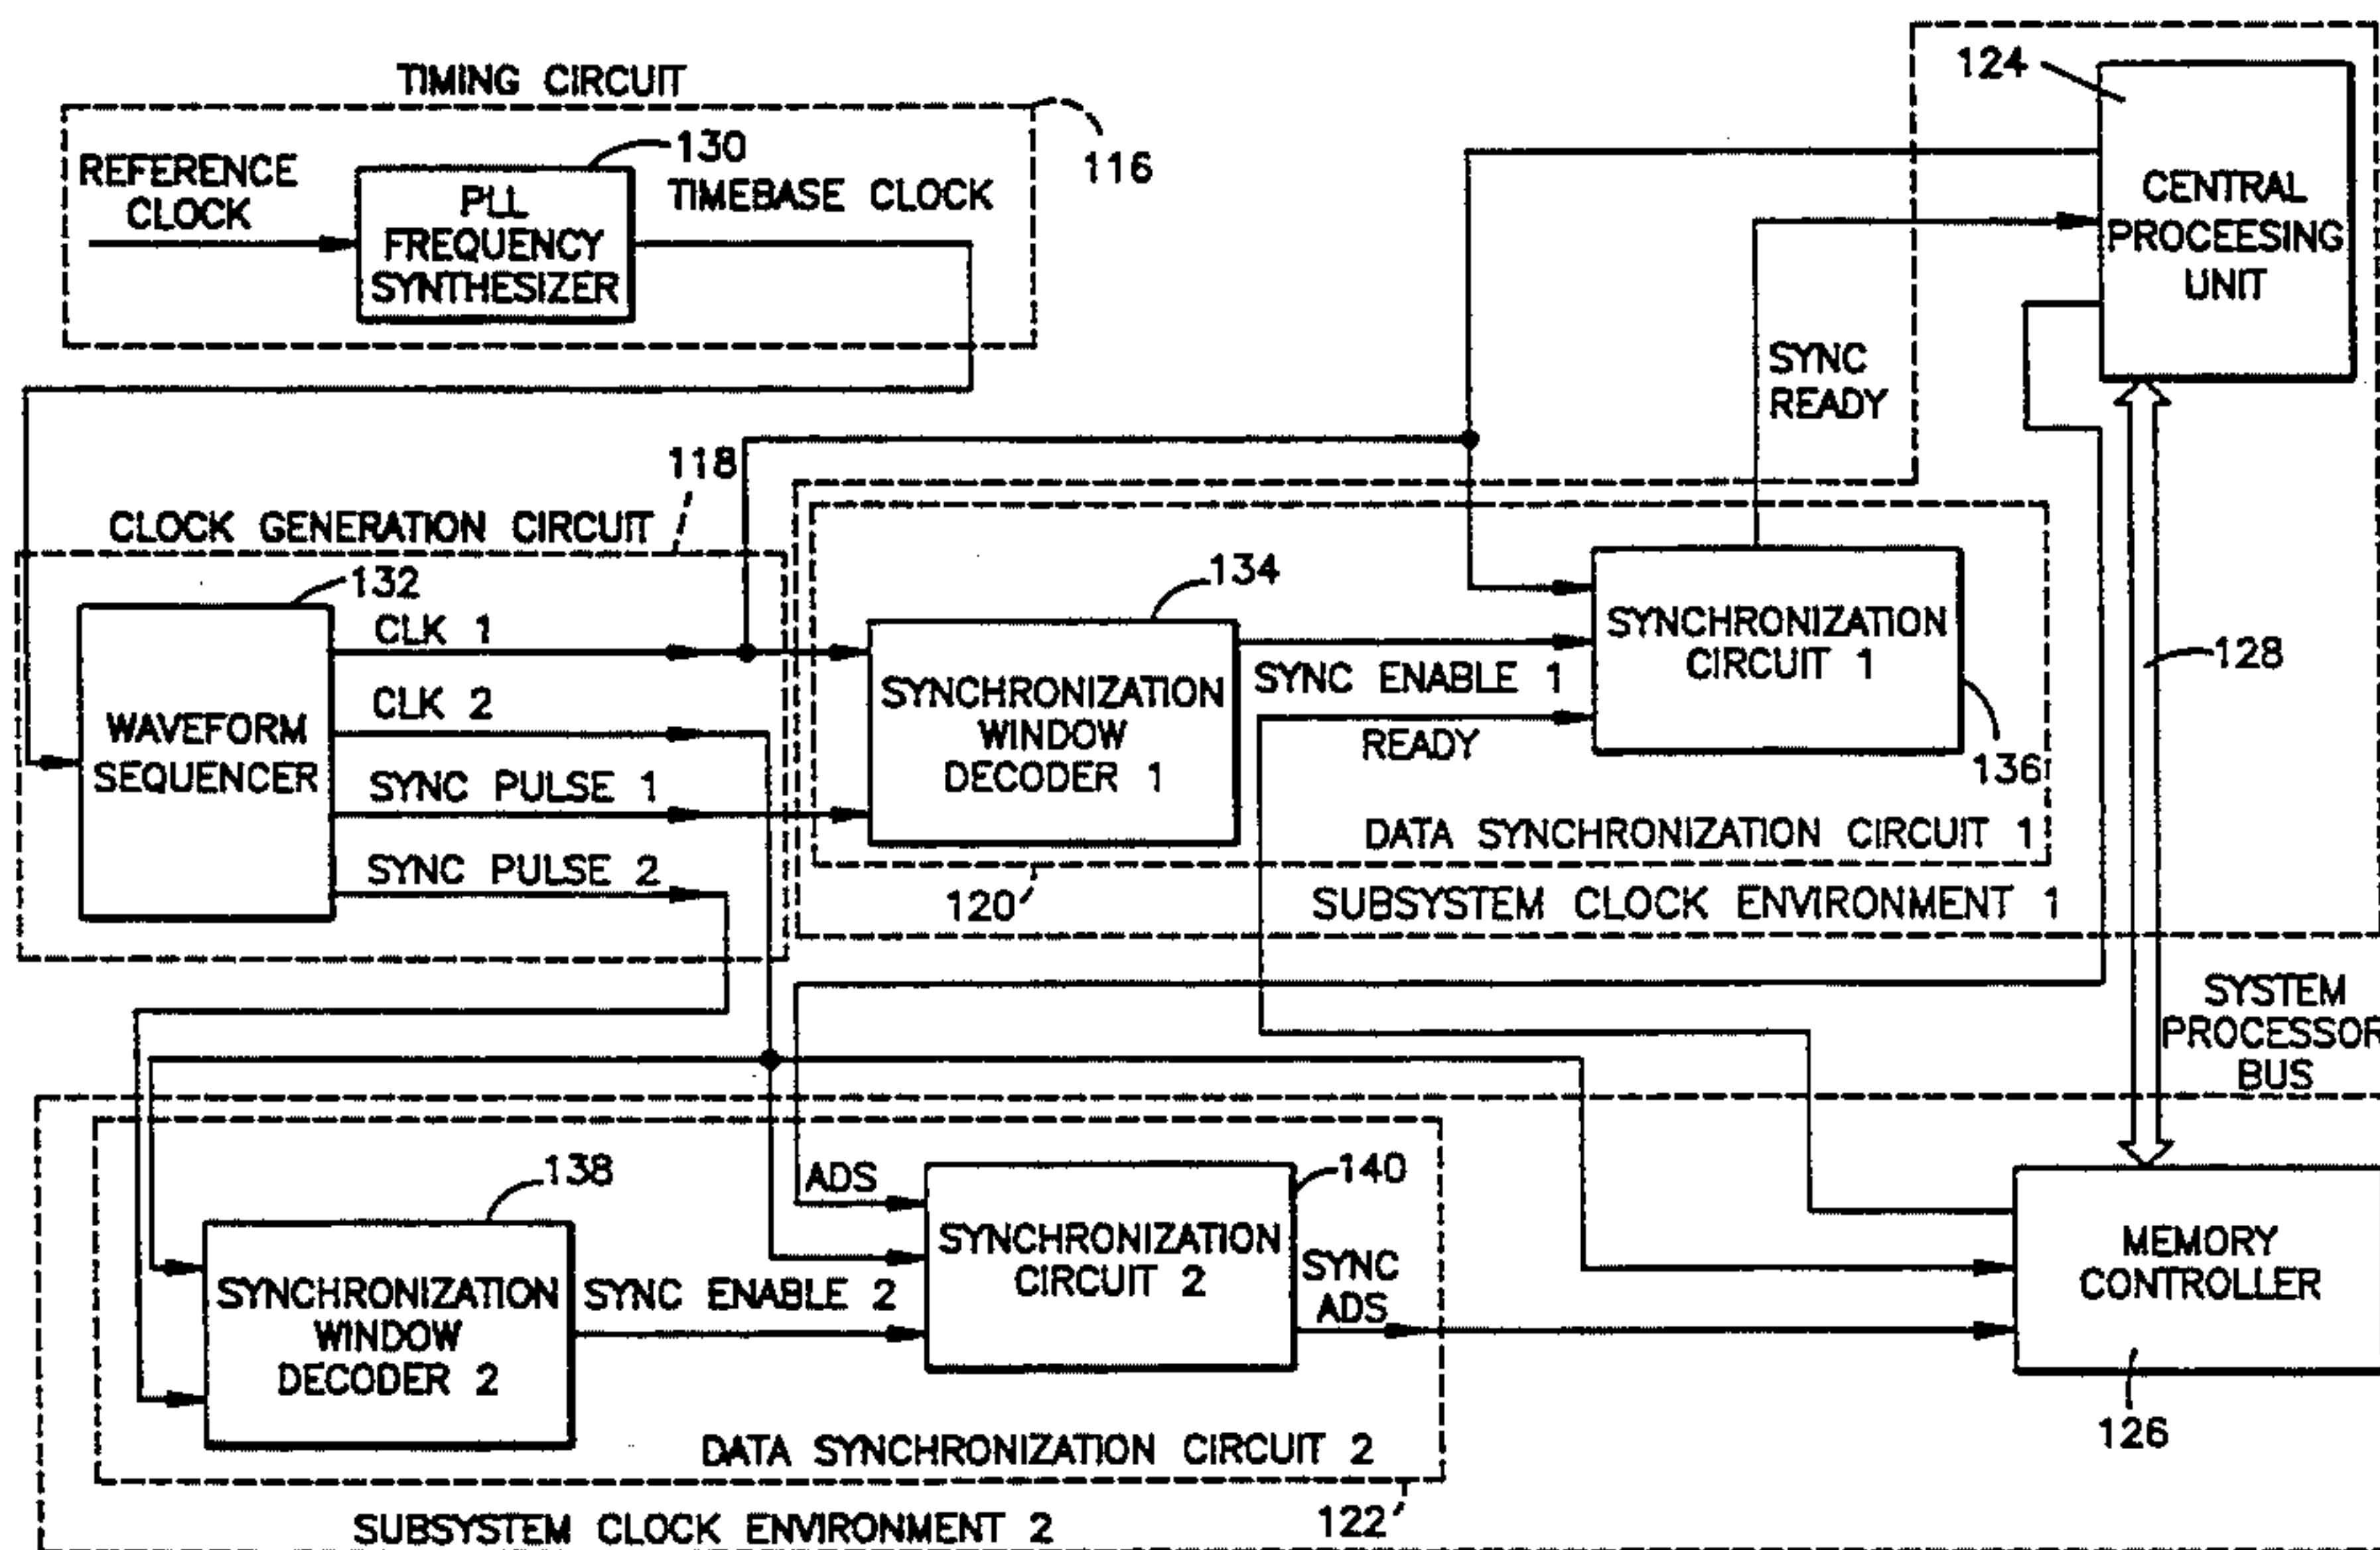 TIMING CIRCUIT
116
REFERENCE
CLOCK
130
PLL
FREQUENCY
SYNTHESIZER
TIMEBASE CLOCK
124
CENTRAL
PROCEESING
UNIT
SYNC
READY
118
CLOCK GENERATION CIRCUIT
132
WAVEFORM
SEQUENCER
CLK 1
CLK 2
SYNC PULSE 1
SYNC PULSE 2
134
SYNCHRONIZATION
WINDOW
DECODER 1
SYNC ENABLE 1
READY
SYNCHRONIZATION
CIRCUIT 1
136
128
DATA SYNCHRONIZATION CIRCUIT 1
120
SUBSYSTEM CLOCK ENVIRONMENT 1
SYSTEM
PROCESSOR
BUS
138
SYNCHRONIZATION
WINDOW
DECODER 2
SYNC ENABLE 2
ADS
140
SYNCHRONIZATION
CIRCUIT 2
SYNC
ADS
MEMORY
CONTROLLER
126
DATA SYNCHRONIZATION CIRCUIT 2
122
SUBSYSTEM CLOCK ENVIRONMENT 2